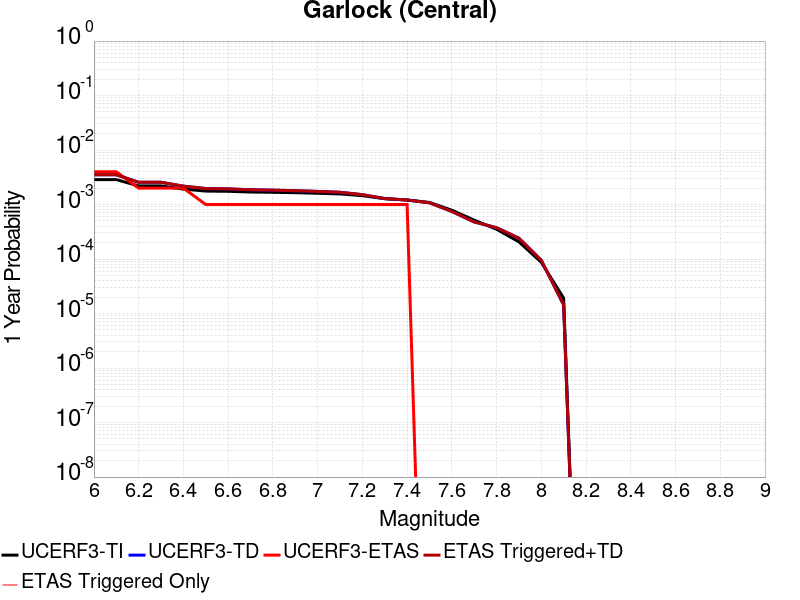 Garlock (Central)
10^0
10^-1
10^-2
10^-3
10^-4
10^-5
10^-6
10^-7
10^-8
1 Year Probability
6 6.2 6.4 6.6 6.8 7 7.2 7.4 7.6 7.8 8 8.2 8.4 8.6 8.8 9
Magnitude
UCERF3-TI UCERF3-TD UCERF3-ETAS ETAS Triggered+TD
ETAS Triggered Only